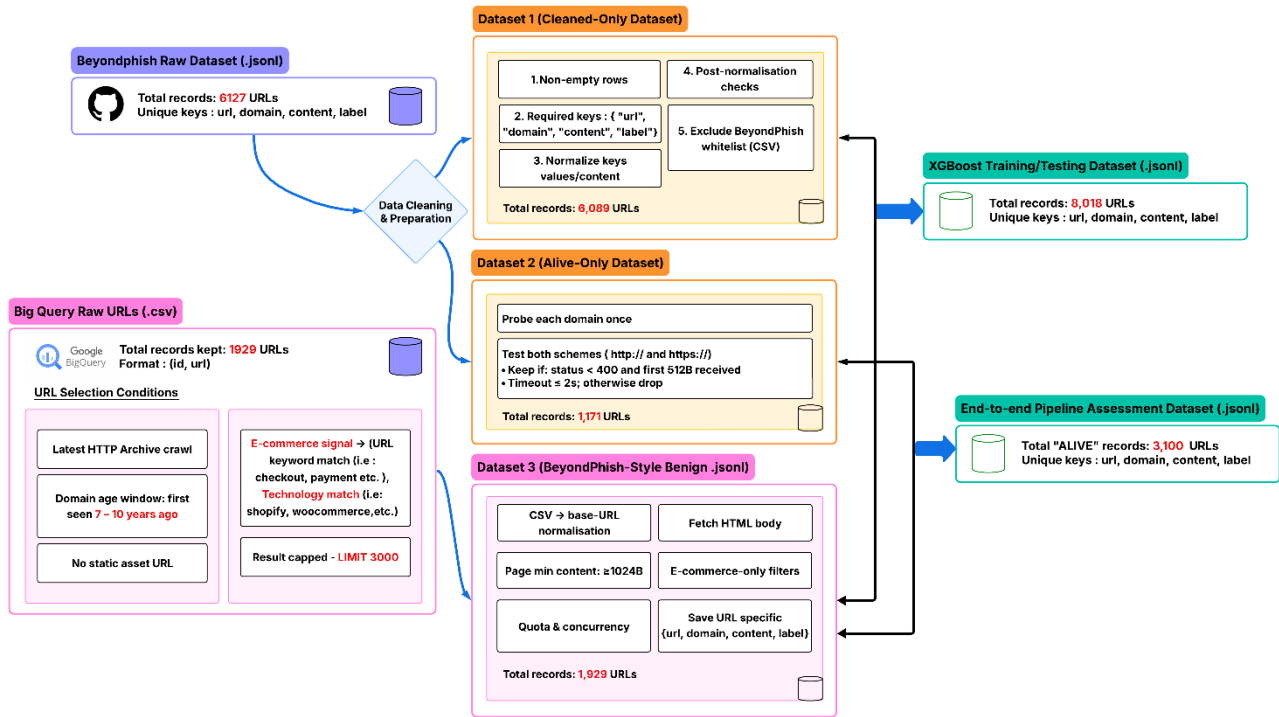 Beyondphish Raw Dataset (.jsonl)
Total records: 6127 URLs
Unique keys : url, domain, content, label
Data Cleaning
& Preparation
Big Query Raw URLs (.csv)
Google
BigQuery
Total records kept: 1929 URLs
Format : (id, url)
URL Selection Conditions
Latest HTTP Archive crawl
Domain age window: first
seen 7 – 10 years ago
No static asset URL
E-commerce signal → (URL
keyword match (i.e :
checkout, payment etc. ),
Technology match (i.e:
shopify, woocommerce,etc.)
Result capped - LIMIT 3000
Dataset 1 (Cleaned-Only Dataset)
1.Non-empty rows
2. Required keys : { "url",
"domain", "content", "label"}
3. Normalize keys
values/content
4. Post-normalisation
checks
5. Exclude BeyondPhish
whitelist (CSV)
Total records: 6,089 URLs
Dataset 2 (Alive-Only Dataset)
Probe each domain once
Test both schemes ( http:// and https://)
• Keep if: status < 400 and first 512B received
• Timeout ≤ 2s; otherwise drop
Total records: 1,171 URLs
Dataset 3 (BeyondPhish-Style Benign .jsonl)
CSV → base-URL
normalisation
Fetch HTML body
Page min content: ≥1024B
E-commerce-only filters
Quota & concurrency
Save URL specific
{url, domain, content, label}
Total records: 1,929 URLs
XGBoost Training/Testing Dataset (.jsonl)
Total records: 8,018 URLs
Unique keys : url, domain, content, label
End-to-end Pipeline Assessment Dataset (.jsonl)
Total "ALIVE" records: 3,100 URLs
Unique keys : url, domain, content, label